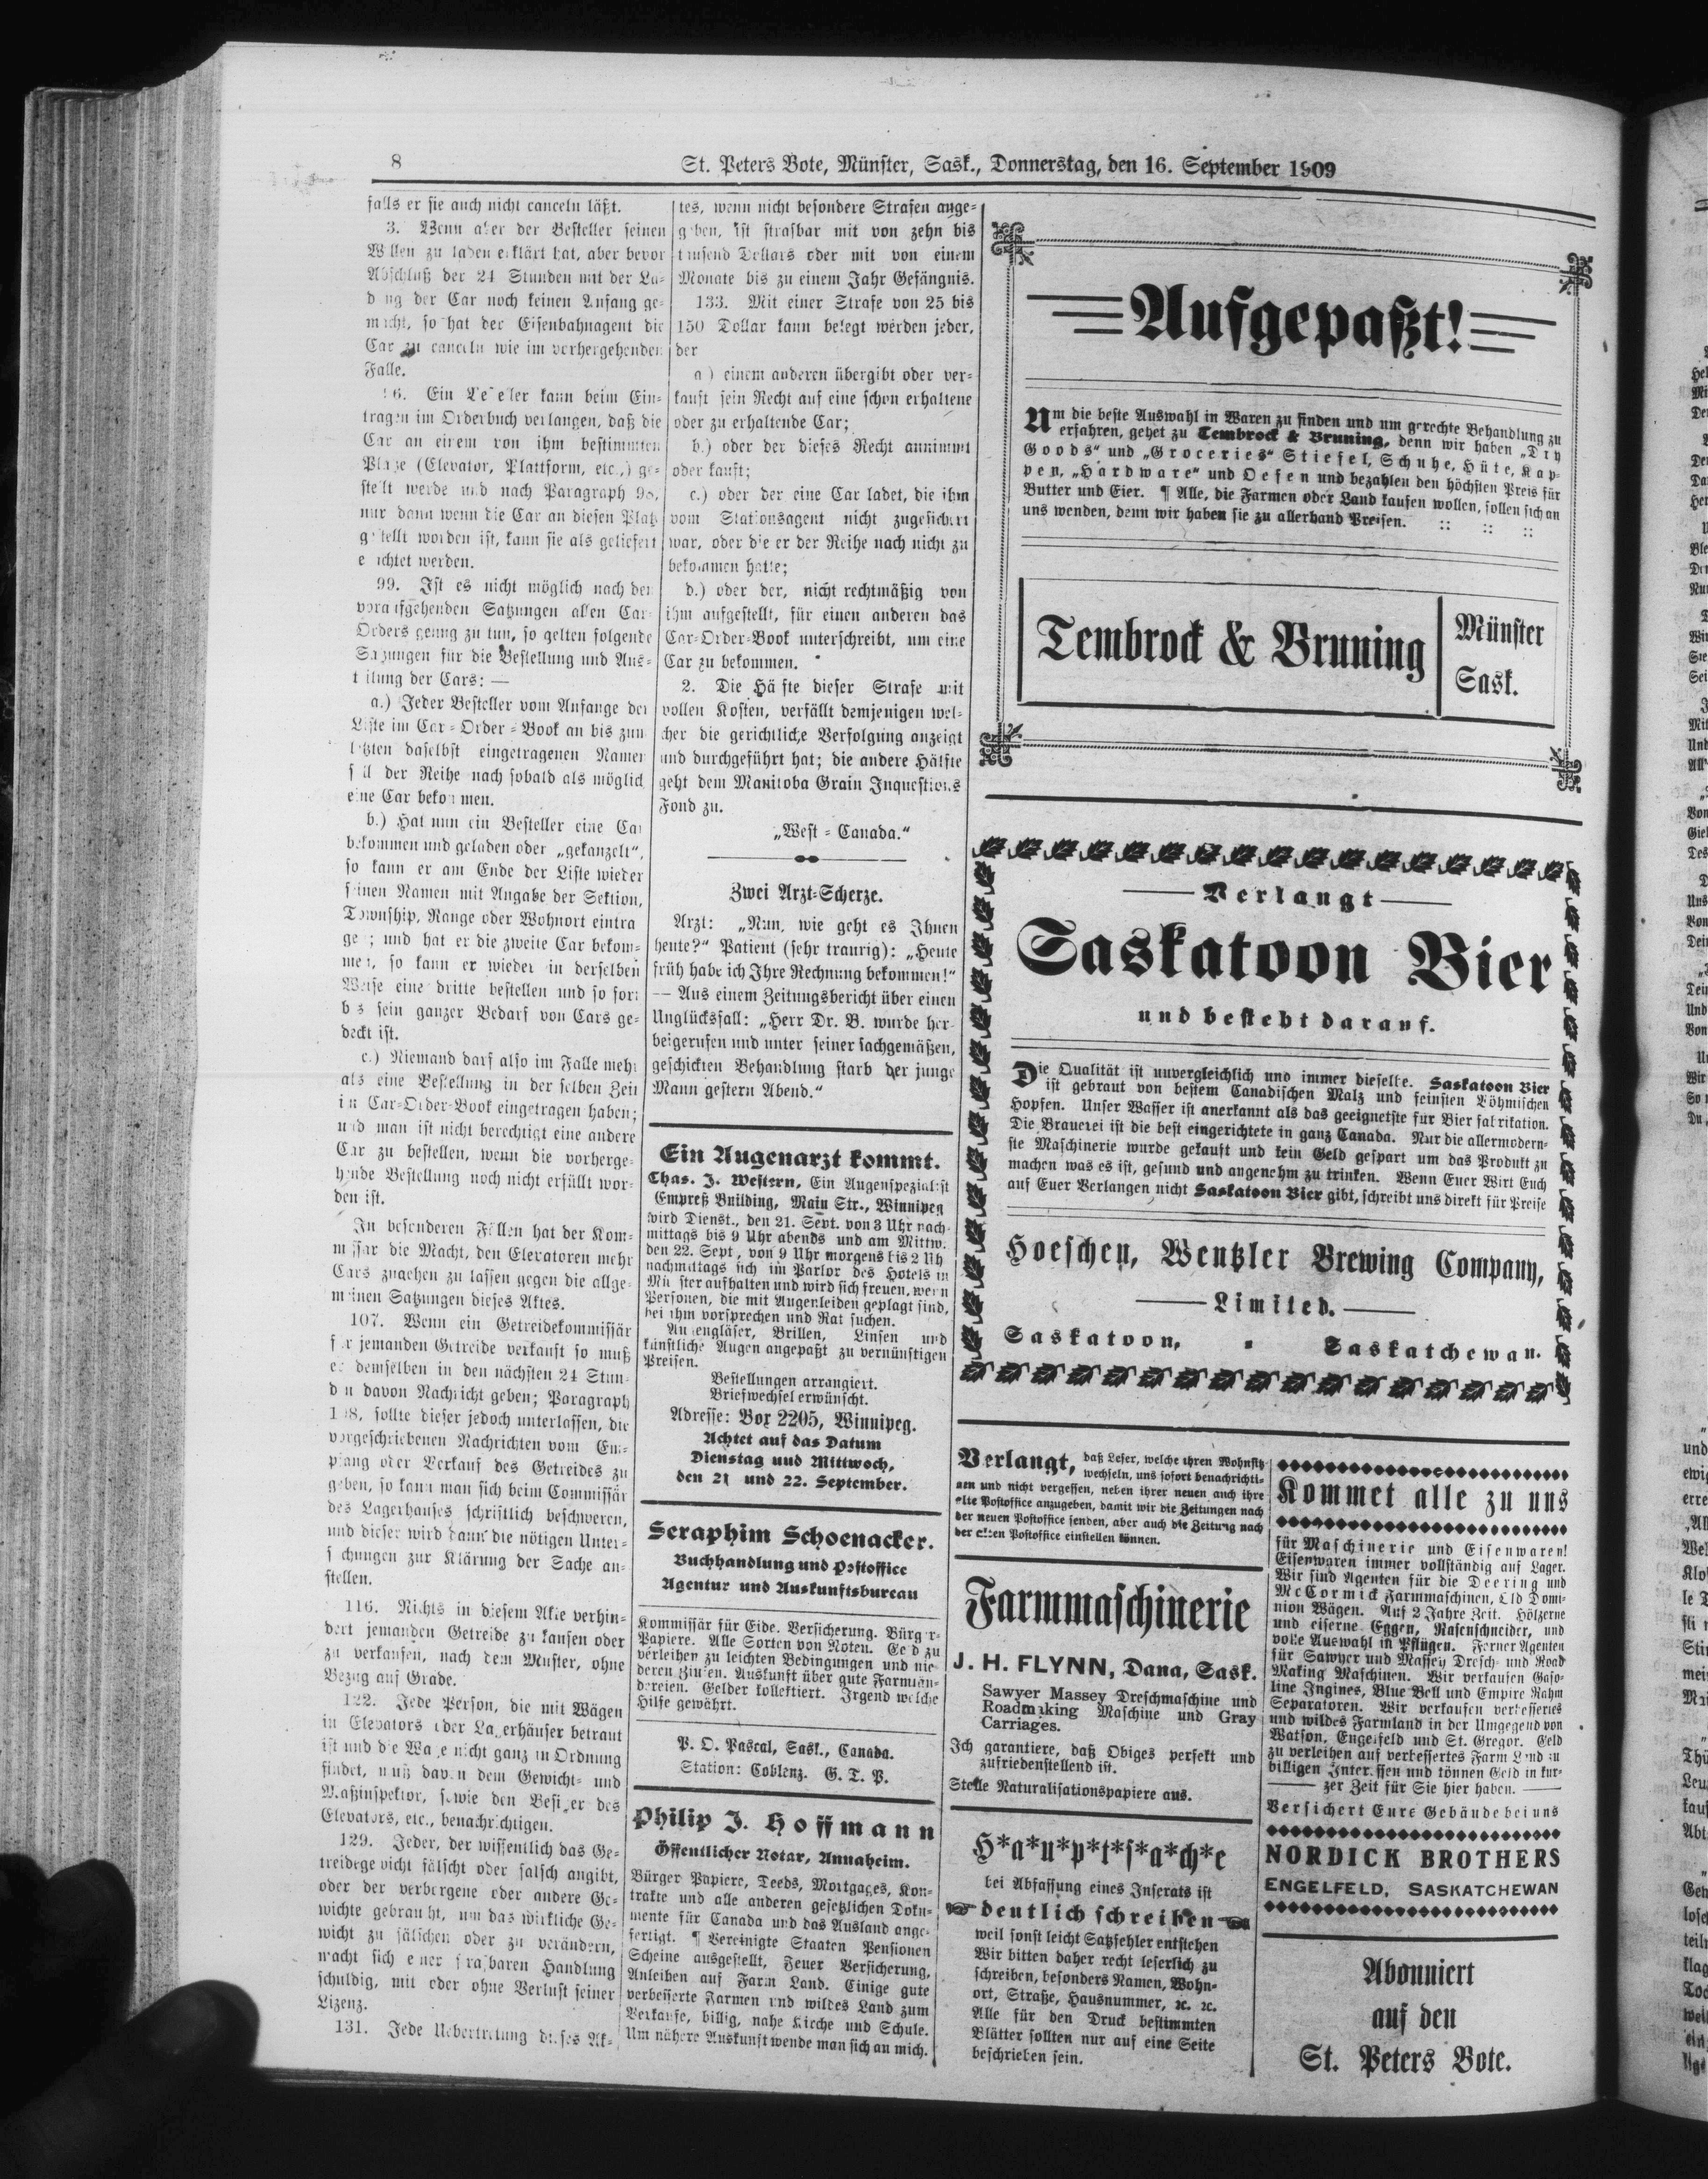 8
St. Peters Bote, Münster, Sask., Donnerstag, den 16. September 1909
falls er sie auch nicht canceln läßt.
3. Wenn aber der Besteller seinen
Willen zu laden erklärt hat, aber bevor
Abschluß der 24 Stunden mit der La-
dung der Car noch keinen Anfang ge-
macht, so hat der Eisenbahnagent die
Car zu canceln wie im vorhergehenden
Falle.
96. Ein Besteller kann beim Ein-
tragen im Orderbuch verlangen, daß die
Car an einem von ihm bestimmten
Platze (Elevator, Plattform, etc.,) ge-
stellt werde und nach Paragraph
nur dann wenn die Car an diesen Platz
gestellt worden ist, kann sie als geliefert
erachtet werden.
99. Ist es nicht möglich nach den
voraufgehenden Satzungen allen Car-
Orders genug zu tun, so gelten folgende
Satzungen für die Bestellung und Aus-
teilung der Cars: —
a.) Jeder Besteller vom Anfange der
Liste im Car-Order-Book an bis zum
letzten daselbst eingetragenen Namen
soll der Reihe nach sobald als möglich
eine Car bekommen.
b.) Hat nun ein Besteller eine Car
bekommen und geladen oder „gekanzelt“,
so kann er am Ende der Liste wieder
seinen Namen mit Angabe der Sektion,
Township, Range oder Wohnort eintra
gen; und hat er die zweite Car bekom-
men, so kann er wieder in derselben
Weise eine dritte bestellen und so fort
bis sein ganzer Bedarf von Cars ge-
deckt ist.
c.) Niemand darf also im Falle mehr
als eine Bestellung in der selben Zeit
im Car-Order-Book eingetragen haben;
und man ist nicht berechtigt eine andere
Car zu bestellen, wenn die vorherge-
hende Bestellung noch nicht erfüllt wor-
den ist.
In besonderen Fällen hat der Kom-
missar die Macht, den Elevatoren mehr
Cars zugehen zu lassen gegen die allge-
meinen Satzungen dieses Aktes.
107. Wenn ein Getreidekommissär
für jemanden Getreide verkauft so muß
er demselben in den nächsten 24 Stun-
den davon Nachricht geben; Paragraph
108, sollte dieser jedoch unterlassen, die
vorgeschriebenen Nachrichten vom Em-
pfang oder Verkauf des Getreides zu
geben, so kann man sich beim Commissär
des Lagerhauses schriftlich beschweren,
und dieser wird dann die nötigen Unter-
suchungen zur Klärung der Sache an-
stellen.
116. Nichts in diesem Akte verhin-
dert jemanden Getreide zu kaufen oder
zu verkaufen, nach dem Muster, ohne
Bezug auf Grade.
122. Jede Person, die mit Wägen
in Elevators oder Lagerhäuser betraut
ist und die Wage nicht ganz in Ordnung
findet, muß davon dem Gewicht- und
Maßinspektor, sowie den Besitzer des
Elevators, etc., benachrichtigen.
129. Jeder, der wissentlich das Ge-
treidegewicht fälscht oder falsch angibt,
oder der verborgene oder andere Ge-
wichte gebraucht, um das wirkliche Ge-
wicht zu fälschen oder zu verändern,
macht sich einer strafbaren Handlung
schuldig, mit oder ohne Verlust seiner
Lizenz.
131. Jede Uebertretung dieses Ak-
tes, wenn nicht besondere Strafen ange-
geben, ist strafbar mit von zehn bis
tausend Dollars oder mit von einem
Monate bis zu einem Jahr Gefängnis.
133. Mit einer Strafe von 25 bis
150 Dollar kann belegt werden jeder,
der
a) einem anderen übergibt oder ver-
kauft sein Recht auf eine schon erhaltene
oder zu erhaltende Car;
b.) oder der dieses Recht annimmt
oder kauft;
c.) oder der eine Car ladet, die ihm
vom Stationsagent nicht zugesichert
war, oder die er der Reihe nach nicht zu
bekommen hatte;
d.) oder der, nicht rechtmäßig von
ihm aufgestellt, für einen anderen das
Car-Order-Book unterschreibt, um eine
Car zu bekommen.
2. Die Hälfte dieser Strafe mit
vollen Kosten, verfällt demjenigen wel-
cher die gerichtliche Verfolgung anzeigt
und durchgeführt hat; die andere Hälfte
geht dem Manitoba Grain Inquestions
Fond zu.
„West-Canada.“
Zwei Arzt-Scherze.
Arzt: „Nun, wie geht es Ihnen
heute?“ Patient (sehr traurig): „Heute
früh habe ich Ihre Rechnung bekommen!“
— Aus einem Zeitungsbericht über einen
Unglücksfall: „Herr Dr. B. wurde her-
beigerufen und unter seiner sachgemäßen,
geschickten Behandlung starb der junge
Mann gestern Abend.“
Ein Augenarzt kommt.
Chas. J. Western, Ein Augenspezialist
Empreß Building, Main Str., Winnipeg
wird Dienst., den 21. Sept. von 3 Uhr nach-
mittags bis 9 Uhr abends und am Mittw.
den 22. Sept, von 9 Uhr morgens bis 2 Uhr
nachmittags sich im Parlor des Hotels in
Münster aufhalten und wird sich freuen, wenn
Personen, die mit Augenleiden geplagt sind,
bei ihm vorsprechen und Rat suchen.
Augengläser, Brillen, Linsen und
künstliche Augen angepaßt zu vernünftigen
Preisen.
Bestellungen arrangiert.
Briefwechsel erwünscht.
Adresse: Box 2205, Winnipeg.
Achtet auf das Datum
Dienstag und Mittwoch,
den 21 und 22. September.
Seraphim Schoenacker.
Buchhandlung und Postoffice
Agentur und Auskunftsbureau
Kommissär für Eide. Versicherung. Bürger-
Papiere. Alle Sorten von Noten. Geld zu
verleihen zu leichten Bedingungen und nie-
deren Zinsen. Auskunft über gute Farmlän-
dereien. Gelder kollektiert. Irgend welche
Hilfe gewährt.
P. O. Pascal, Sask., Canada.
Station: Coblenz. G. T. P.
Philip J. Hoffmann
Öffentlicher Notar, Annaheim.
Bürger Papiere, Deeds, Mortgages, Kon-
trakte und alle anderen gesetzlichen Doku-
mente für Canada und das Ausland ange-
fertigt. ¶ Vereinigte Staaten Pensionen
Scheine ausgestellt, Feuer Versicherung,
Anleihen auf Farm Land. Einige gute
verbesserte Farmen und wildes Land zum
Verkaufe, billig, nahe Kirche und Schule.
Um nähere Auskunft wende man sich an mich.
Aufgepaßt!
Um die beste Auswahl in Waren zu finden und um gerechte Behandlung zu
erfahren, gehet zu Tembrock & Bruning, denn wir haben „Dry
Goods“ und „Groceries“ Stiefel, Schuhe, Hüte, Kap-
pen, „Hardware“ und Oefen und bezahlen den höchsten Preis für
Butter und Eier. ¶ Alle, die Farmen oder Land kaufen wollen, sollen sich an
uns wenden, denn wir haben sie zu allerhand Preisen. :: :: ::
Tembrock & Bruning
Münster
Sask.
Verlangt
Saskatoon Bier
und besteht darauf.
Die Qualität ist unvergleichlich und immer dieselbe. Saskatoon Bier
ist gebraut von bestem Canadischen Malz und feinsten Böhmischen
Hopfen. Unser Wasser ist anerkannt als das geeignetste für Bier fabrikation.
Die Brauerei ist die best eingerichtete in ganz Canada. Nur die allermodern-
ste Maschinerie wurde gekauft und kein Geld gespart um das Produkt zu
machen was es ist, gesund und angenehm zu trinken. Wenn Euer Wirt Euch
auf Euer Verlangen nicht Saskatoon Bier gibt, schreibt uns direkt für Preise
Hoeschen, Wentzler Brewing Company,
Limited.
Saskatoon, - Saskatchewan.
Verlangt, daß Leser, welche ihren Wohnsitz
wechseln, uns sofort benachrichti-
gen und nicht vergessen, neben ihrer neuen auch ihre
alte Postoffice anzugeben, damit wir die Zeitungen nach
der neuen Postoffice senden, aber auch die Zeitung nach
der alten Postoffice einstellen können.
Farmmaschinerie
J. H. FLYNN, Dana, Sask.
Sawyer Massey Dreschmaschine und
Roadmaking Maschine und Gray
Carriages.
Ich garantiere, daß Obiges perfekt und
zufriedenstellend ist.
Stelle Naturalisationspapiere aus.
H*a*u*p*t*s*a*ch*e
bei Abfassung eines Inserats ist
deutlich schreiben
weil sonst leicht Satzfehler entstehen
Wir bitten daher recht leserlich zu
schreiben, besonders Namen, Wohn-
ort, Straße, Hausnummer, ꝛc. ꝛc.
Alle für den Druck bestimmten
Blätter sollten nur auf eine Seite
beschrieben sein.
Kommet alle zu uns
für Maschinerie und Eisenwaren!
Eisenwaren immer vollständig auf Lager.
Wir sind Agenten für die Deering und
McCormick Farmmaschinen, Old Domi-
nion Wägen. Auf 2 Jahre Zeit. Hölzerne
und eiserne Eggen, Rasenschneider, und
volle Auswahl in Pflügen. Ferner Agenten
für Sawyer und Massey Dresch- und Road
Making Maschinen. Wir verkaufen Gaso-
line Ingines, Blue Bell und Empire Rahm
Separatoren. Wir verkaufen verbessertes
und wildes Farmland in der Umgegend von
Watson, Engelfeld und St. Gregor. Geld
zu verleihen auf verbessertes Farm Land zu
billigen Interessen und können Geld in kur-
zer Zeit für Sie hier haben.
Versichert Eure Gebäude bei uns
NORDICK BROTHERS
ENGELFELD, SASKATCHEWAN
Abonniert
auf den
St. Peters Bote.